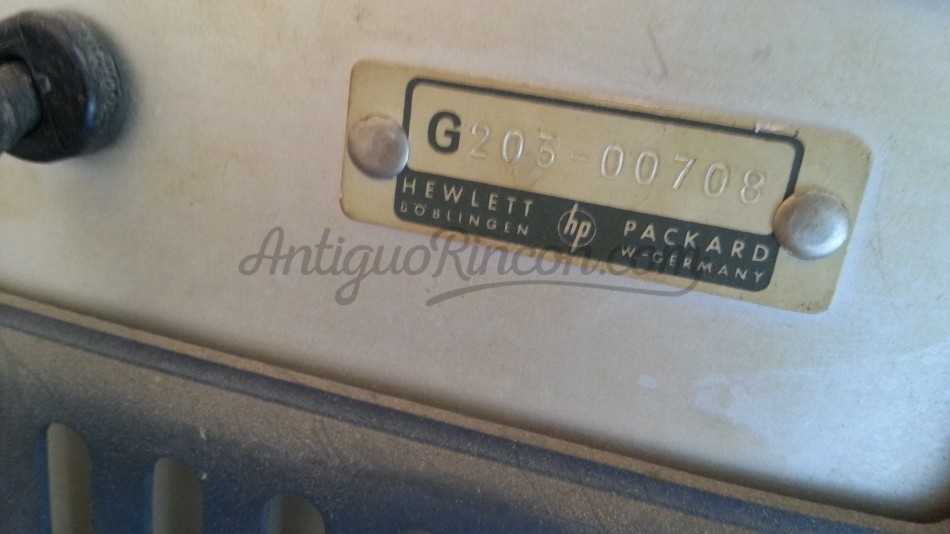 G203-00708
HEWLETT hp PACKARD
BÖBLINGEN W-GERMANY
AntiguoRincon.com